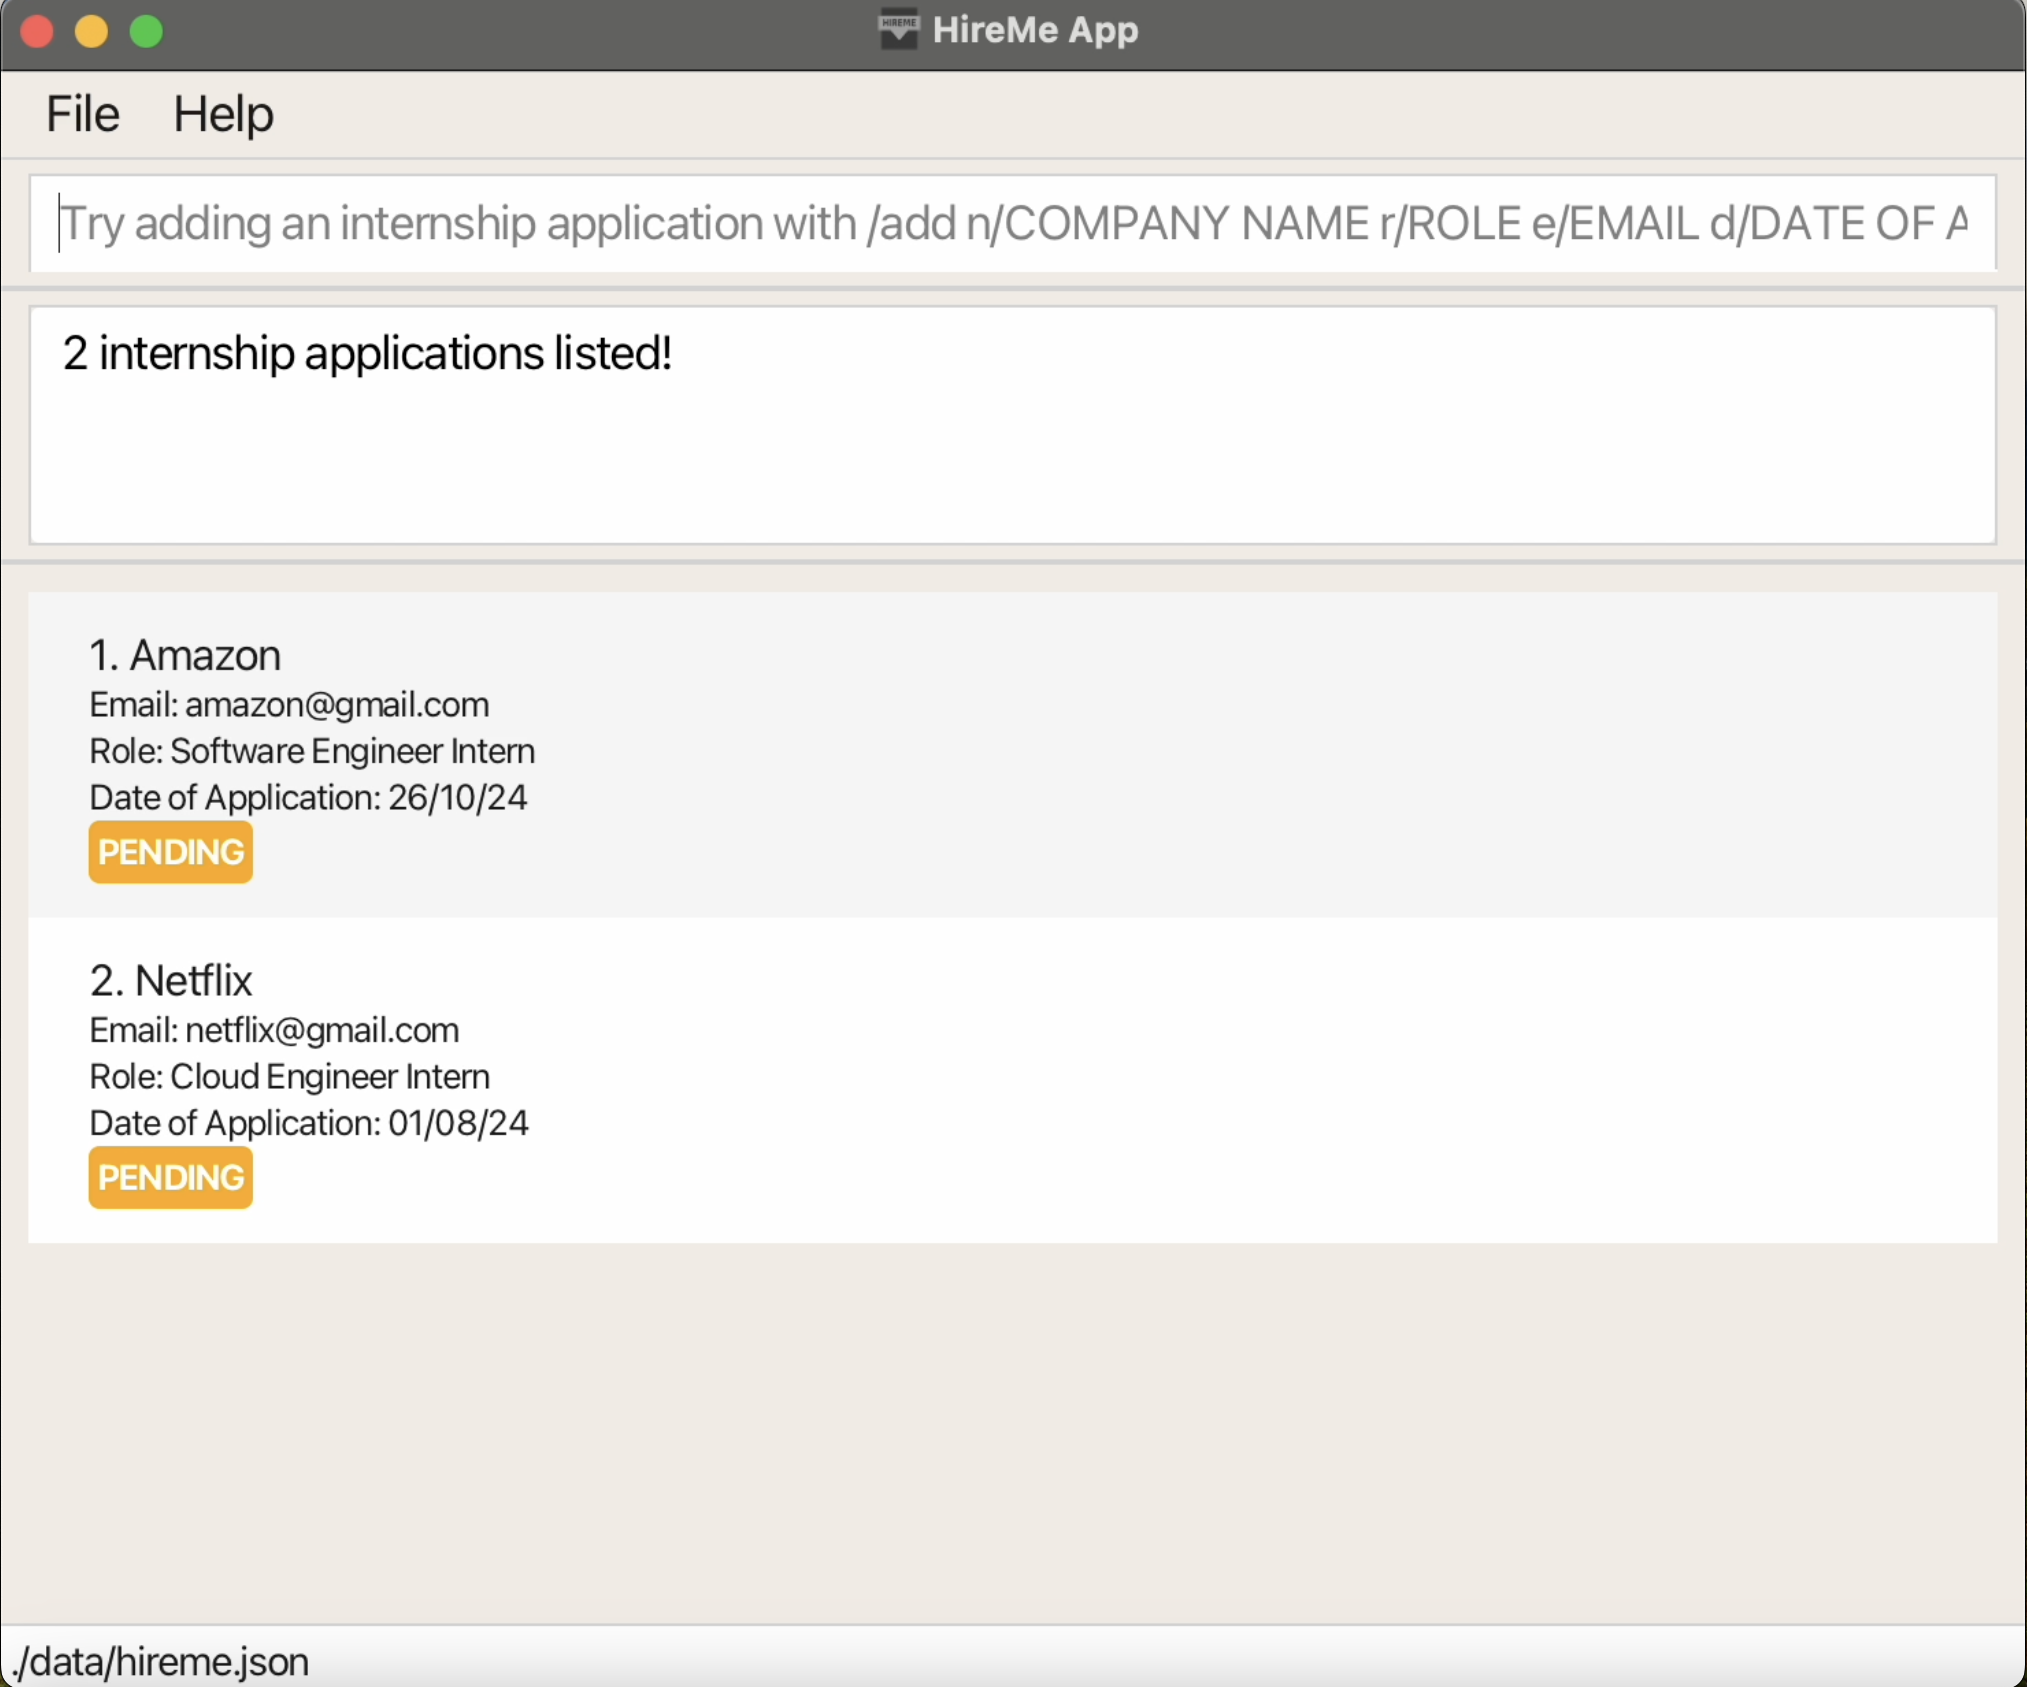 HIREME HireMe App
File Help
Try adding an internship application with /add n/COMPANY NAME r/ROLE e/EMAIL d/DATE OF A
2 internship applications listed!
1. Amazon
Email: amazon@gmail.com
Role: Software Engineer Intern
Date of Application: 26/10/24
PENDING
2. Netflix
Email: netflix@gmail.com
Role: Cloud Engineer Intern
Date of Application: 01/08/24
PENDING
./data/hireme.json